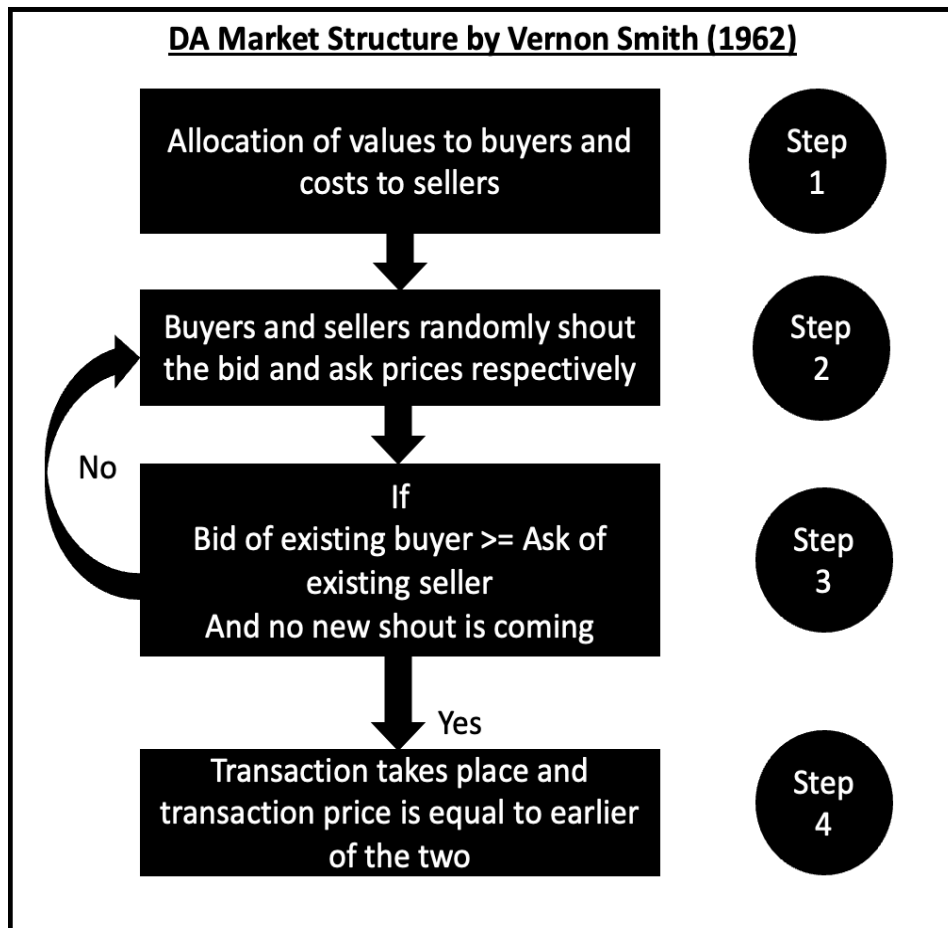 DA Market Structure by Vernon Smith (1962)
Allocation of values to buyers and
costs to sellers
Step
1
Buyers and sellers randomly shout
the bid and ask prices respectively
Step
2
No
If
Bid of existing buyer >= Ask of
existing seller
And no new shout is coming
Step
3
Yes
Transaction takes place and
transaction price is equal to earlier
of the two
Step
4